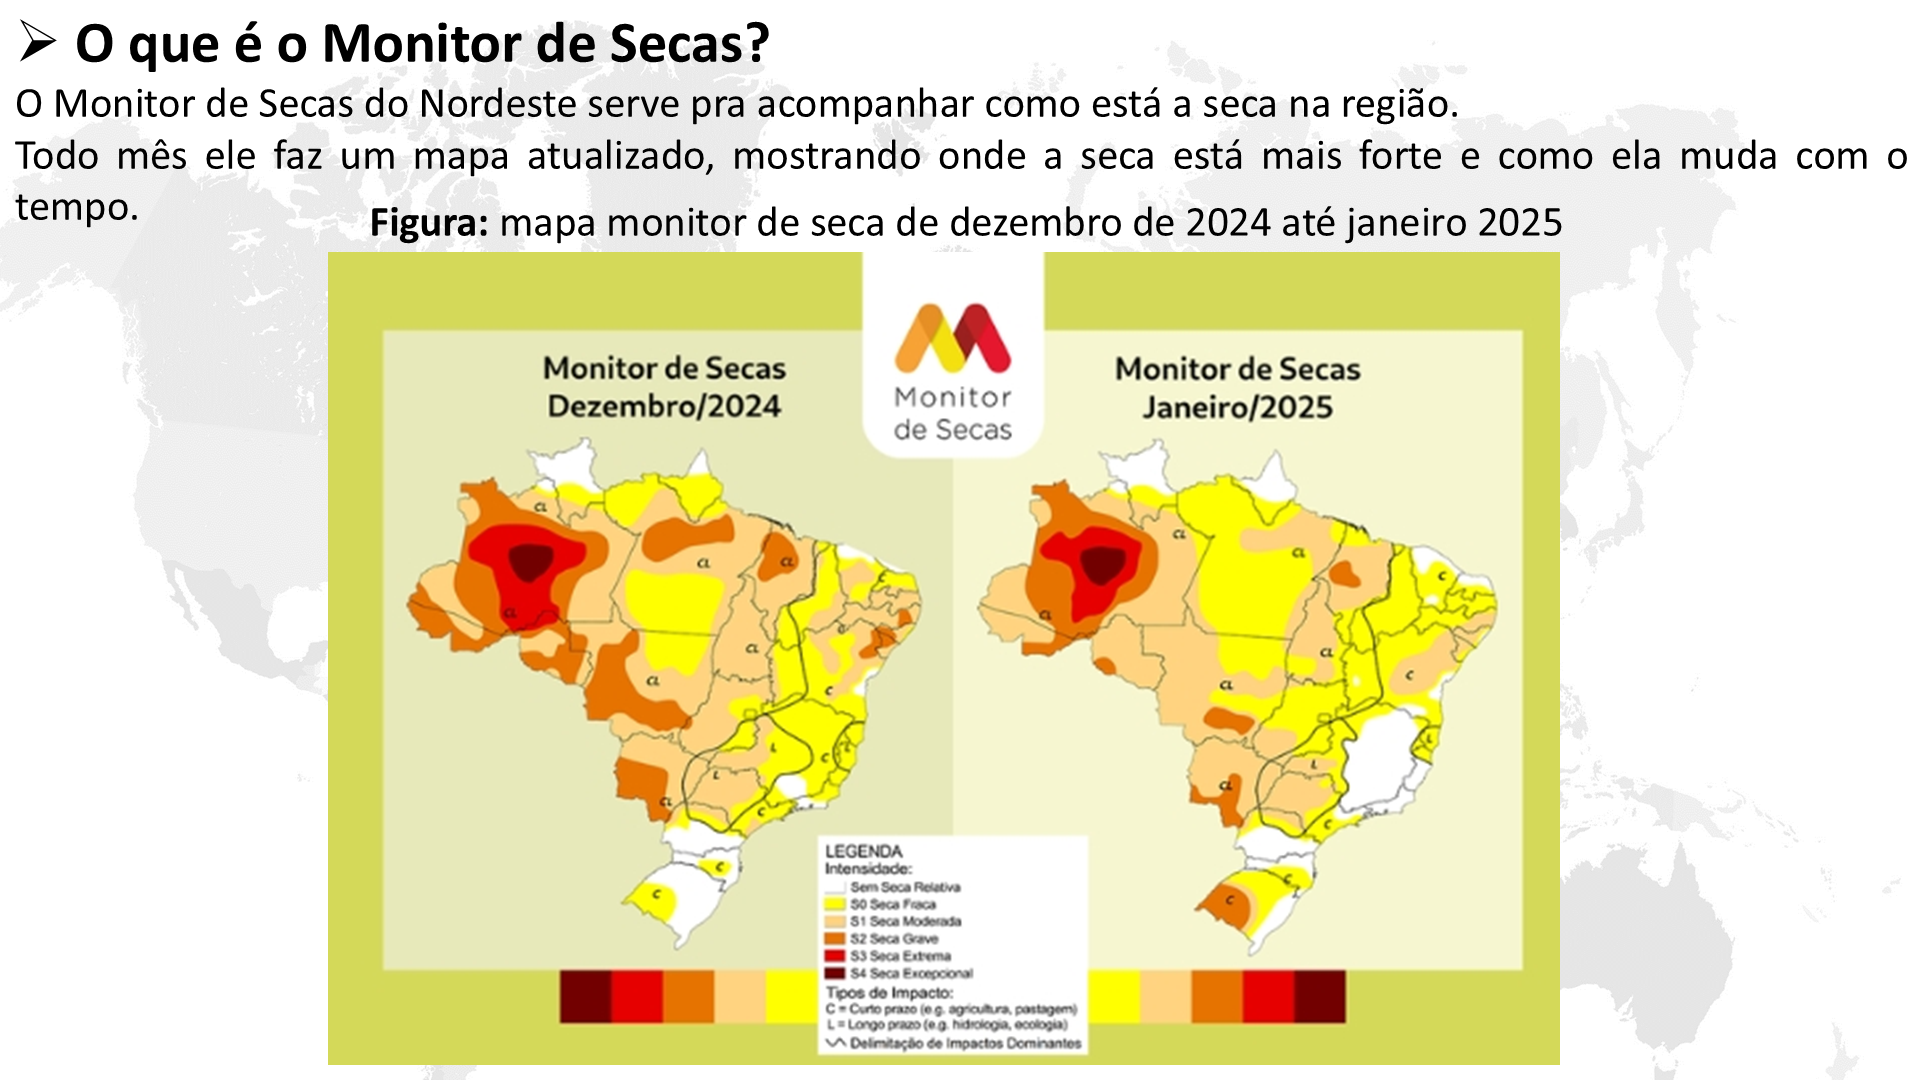 ➢ O que é o Monitor de Secas?
O Monitor de Secas do Nordeste serve pra acompanhar como está a seca na região.
Todo mês ele faz um mapa atualizado, mostrando onde a seca está mais forte e como ela muda com o
tempo.
Figura: mapa monitor de seca de dezembro de 2024 até janeiro 2025
Monitor
de Secas
Monitor de Secas
Dezembro/2024
Monitor de Secas
Janeiro/2025
CL
CL
CL
CL
CL
CL
C
C
C
L
C
L
L
CL
C
C
C
CL
CL
CL
C
CL
CL
C
L
L
CL
C
C
C
LEGENDA
Intensidade:
Sem Seca Relativa
S0 Seca Fraca
S1 Seca Moderada
S2 Seca Grave
S3 Seca Extrema
S4 Seca Excepcional
Tipos de Impacto:
C = Curto prazo (e.g. agricultura, pastagem)
L = Longo prazo (e.g. hidrologia, ecologia)
Delimitação de Impactos Dominantes